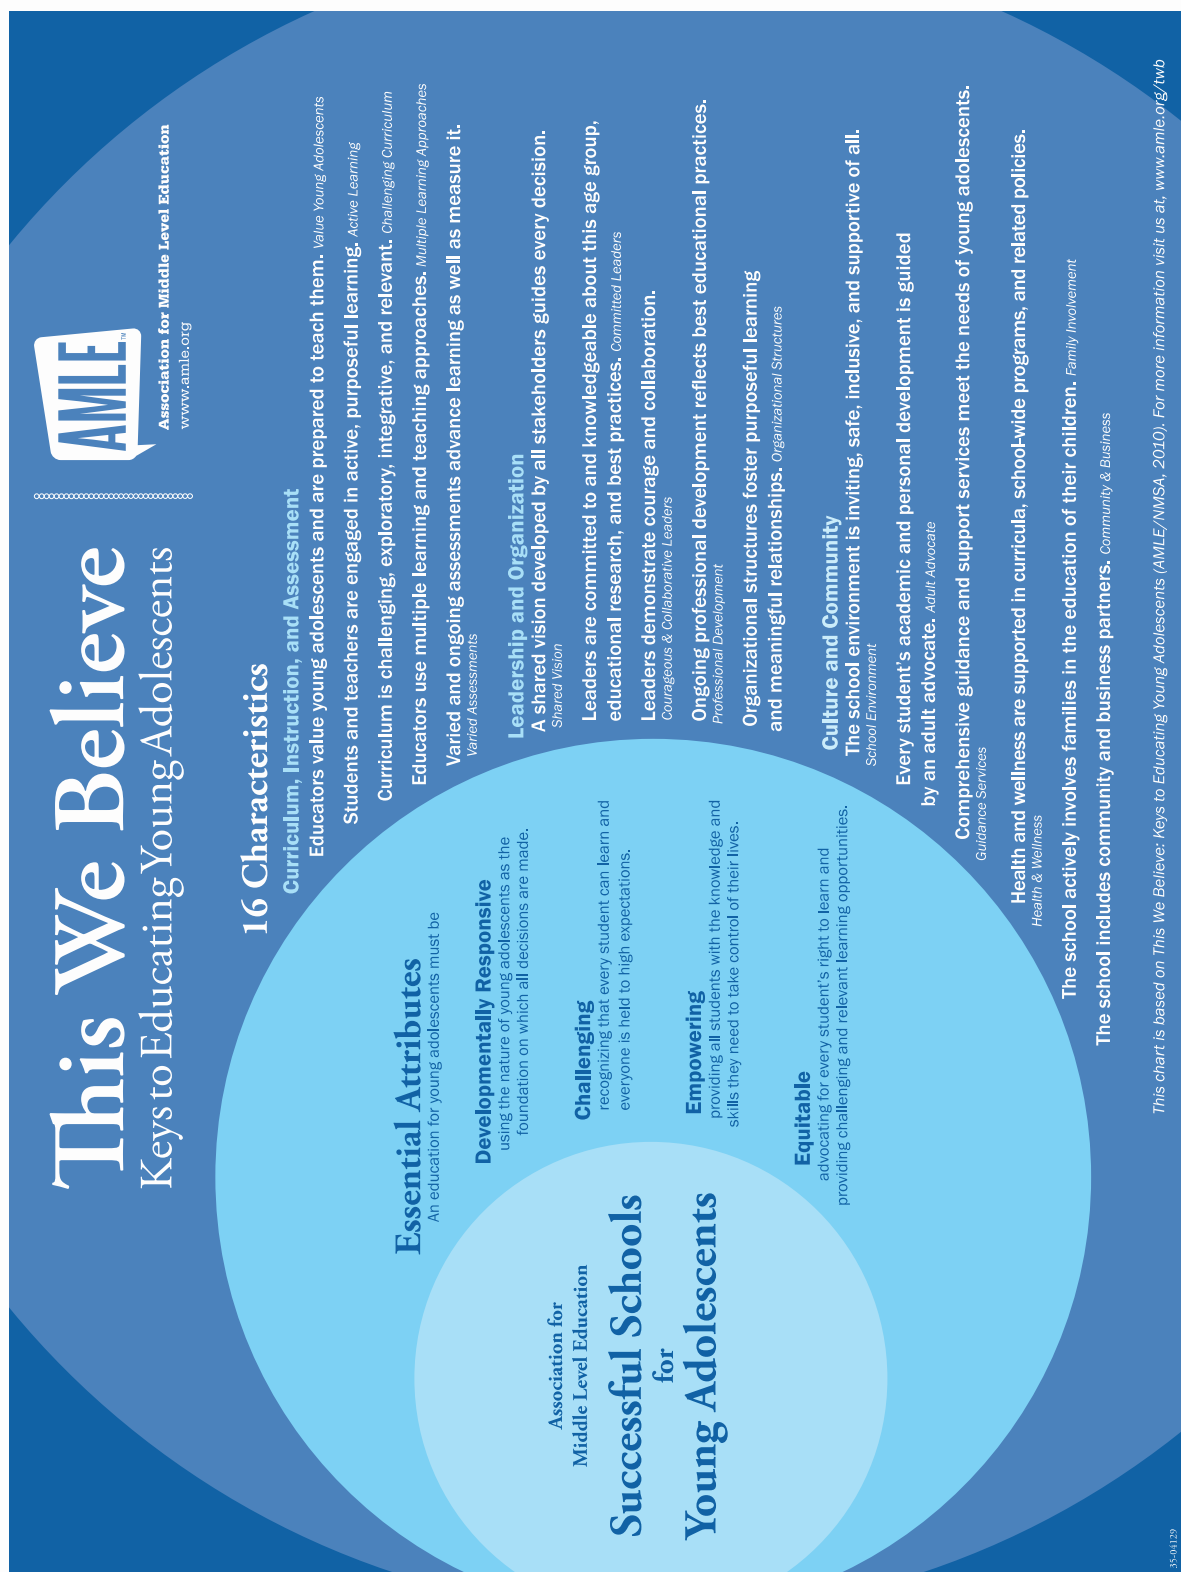 This We Believe
Keys to Educating Young Adolescents
AMLE™
Association for Middle Level Education
www.amle.org
16 Characteristics
Curriculum, Instruction, and Assessment
Educators value young adolescents and are prepared to teach them. Value Young Adolescents
Students and teachers are engaged in active, purposeful learning. Active Learning
Curriculum is challenging, exploratory, integrative, and relevant. Challenging Curriculum
Educators use multiple learning and teaching approaches. Multiple Learning Approaches
Varied and ongoing assessments advance learning as well as measure it.
Varied Assessments
Leadership and Organization
A shared vision developed by all stakeholders guides every decision.
Shared Vision
Leaders are committed to and knowledgeable about this age group,
educational research, and best practices. Committed Leaders
Leaders demonstrate courage and collaboration.
Courageous & Collaborative Leaders
Ongoing professional development reflects best educational practices.
Professional Development
Organizational structures foster purposeful learning
and meaningful relationships. Organizational Structures
Culture and Community
The school environment is inviting, safe, inclusive, and supportive of all.
School Environment
Every student's academic and personal development is guided
by an adult advocate. Adult Advocate
Comprehensive guidance and support services meet the needs of young adolescents.
Guidance Services
Health and wellness are supported in curricula, school-wide programs, and related policies.
Health & Wellness
The school actively involves families in the education of their children. Family Involvement
The school includes community and business partners. Community & Business
Essential Attributes
An education for young adolescents must be
Developmentally Responsive
using the nature of young adolescents as the
foundation on which all decisions are made.
Challenging
recognizing that every student can learn and
everyone is held to high expectations.
Empowering
providing all students with the knowledge and
skills they need to take control of their lives.
Equitable
advocating for every student's right to learn and
providing challenging and relevant learning opportunities.
Association for
Middle Level Education
Successful Schools
for
Young Adolescents
This chart is based on This We Believe: Keys to Educating Young Adolescents (AMLE/NMSA, 2010). For more information visit us at, www.amle.org/twb
35-04129